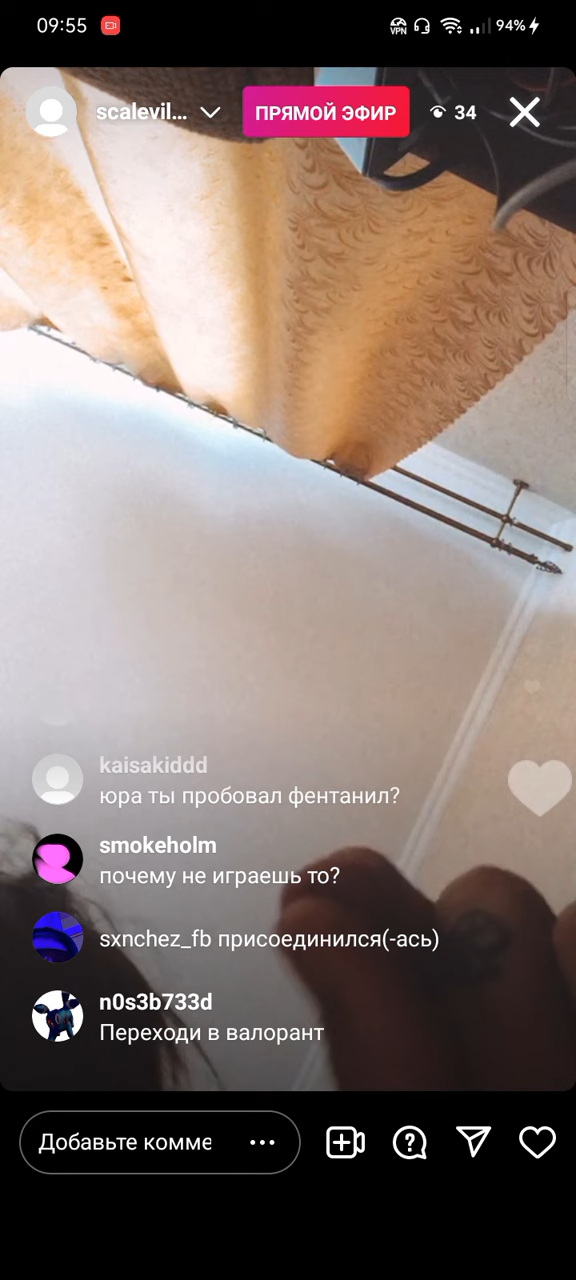 09:55
VPN
94%
scalevil...
ПРЯМОЙ ЭФИР
34
kaisakiddd
юра ты пробовал фентанил?
smokeholm
почему не играешь то?
sxnchez_fb присоединился(-ась)
n0s3b733d
Переходи в валорант
Добавьте комме